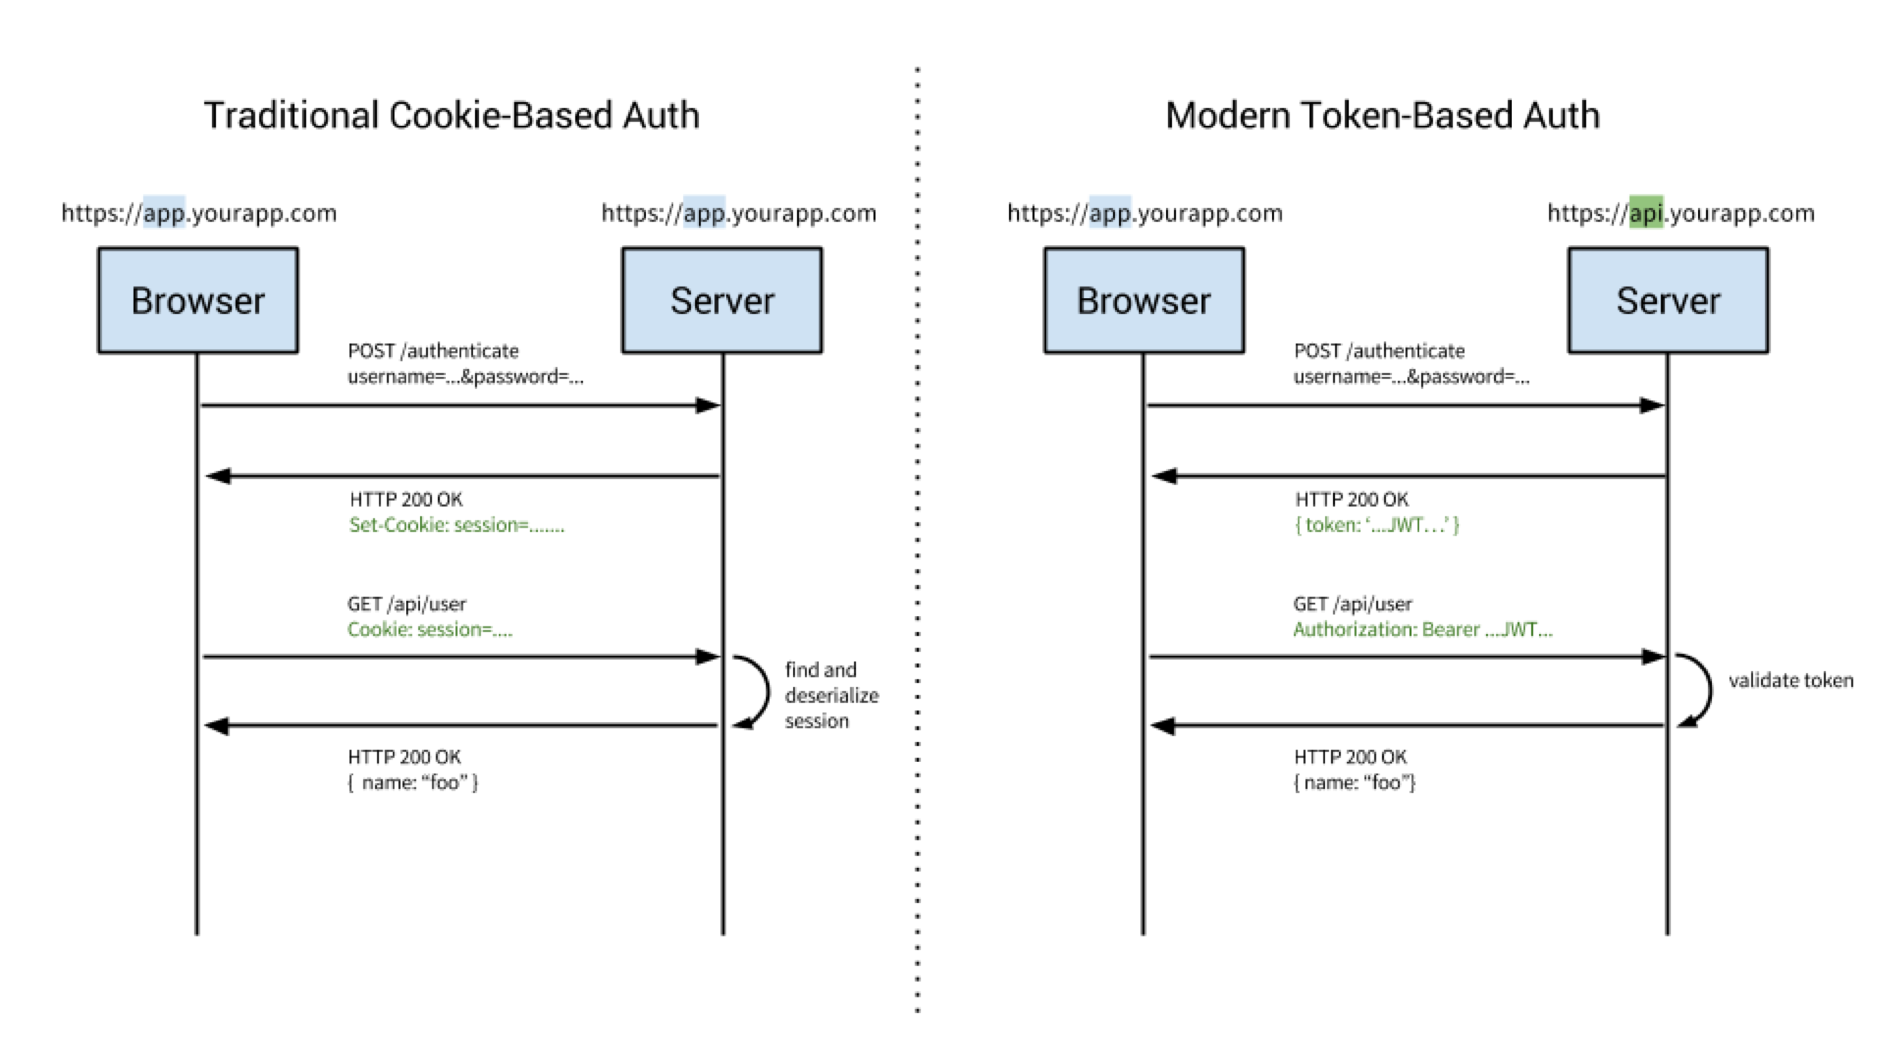 Traditional Cookie-Based Auth
https://app.yourapp.com
https://app.yourapp.com
Browser
Server
POST /authenticate
username=...&password=...
HTTP 200 OK
Set-Cookie: session=.......
GET /api/user
Cookie: session=....
find and
deserialize
session
HTTP 200 OK
{  name: “foo” }
Modern Token-Based Auth
https://app.yourapp.com
https://api.yourapp.com
Browser
Server
POST /authenticate
username=...&password=...
HTTP 200 OK
{ token: ‘...JWT...’ }
GET /api/user
Authorization: Bearer ...JWT...
validate token
HTTP 200 OK
{ name: “foo”}